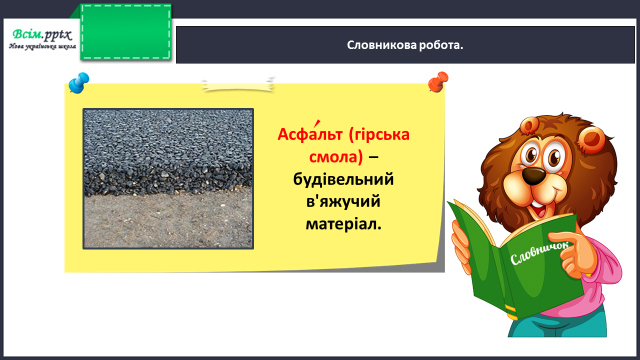 Всім.pptx
Нова українська школа
Словникова робота.
Асфа́льт (гірська
смола) –
будівельний
в'яжучий
матеріал.
Словничок